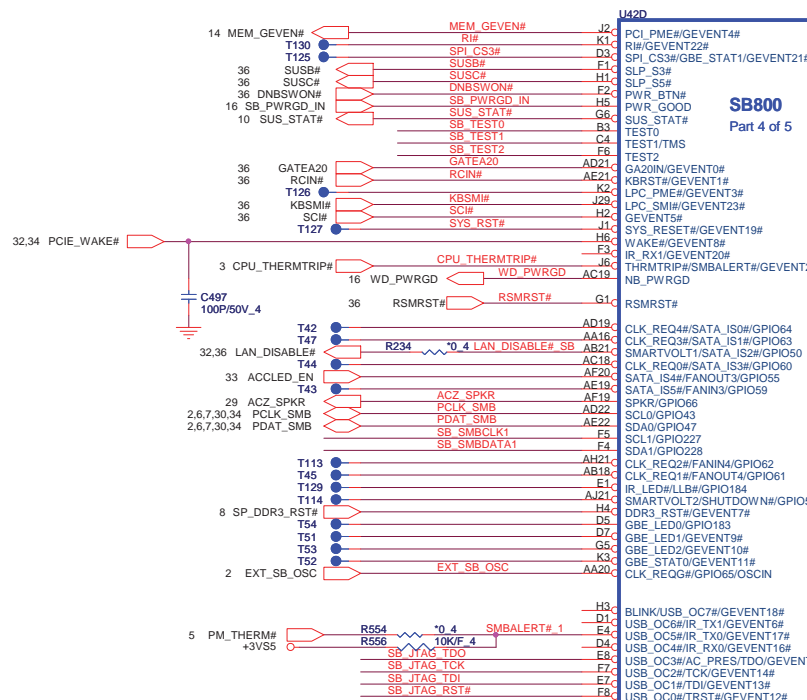 U42D
14 MEM_GEVEN# MEM_GEVEN# J2 PCI_PME#/GEVENT4#
T130 RI# K1 RI#/GEVENT22#
T125 SPI_CS3# D3 SPI_CS3#/GBE_STAT1/GEVENT21#
36 SUSB# SUSB# F1 SLP_S3#
36 SUSC# SUSC# H1 SLP_S5#
36 DNBSWON# DNBSWON# F2 PWR_BTN#
16 SB_PWRGD_IN SB_PWRGD_IN H5 PWR_GOOD
SB800
10 SUS_STAT# SUS_STAT# G6 SUS_STAT#
Part 4 of 5
SB_TEST0 B3 TEST0
SB_TEST1 C4 TEST1/TMS
SB_TEST2 F6 TEST2
36 GATEA20 GATEA20 AD21 GA20IN/GEVENT0#
36 RCIN# RCIN# AE21 KBRST#/GEVENT1#
T126 K2 LPC_PME#/GEVENT3#
36 KBSMI# KBSMI# J29 LPC_SMI#/GEVENT23#
36 SCI# SCI# H2 GEVENT5#
T127 SYS_RST# J1 SYS_RESET#/GEVENT19#
32,34 PCIE_WAKE# H6 WAKE#/GEVENT8#
F3 IR_RX1/GEVENT20#
3 CPU_THERMTRIP# CPU_THERMTRIP# J6 THRMTRIP#/SMBALERT#/GEVENT2
16 WD_PWRGD WD_PWRGD AC19 NB_PWRGD
C497
100P/50V_4
36 RSMRST# RSMRST# G1 RSMRST#
T42 AD19 CLK_REQ4#/SATA_IS0#/GPIO64
T47 AA16 CLK_REQ3#/SATA_IS1#/GPIO63
32,36 LAN_DISABLE# R234 *0_4 LAN_DISABLE#_SB AB21 SMARTVOLT1/SATA_IS2#/GPIO50
T44 AC18 CLK_REQ0#/SATA_IS3#/GPIO60
33 ACCLED_EN AF20 SATA_IS4#/FANOUT3/GPIO55
T43 AE19 SATA_IS5#/FANIN3/GPIO59
29 ACZ_SPKR ACZ_SPKR AF19 SPKR/GPIO66
2,6,7,30,34 PCLK_SMB PCLK_SMB AD22 SCL0/GPIO43
2,6,7,30,34 PDAT_SMB PDAT_SMB AE22 SDA0/GPIO47
SB_SMBCLK1 F5 SCL1/GPIO227
SB_SMBDATA1 F4 SDA1/GPIO228
T113 AH21 CLK_REQ2#/FANIN4/GPIO62
T45 AB18 CLK_REQ1#/FANOUT4/GPIO61
T129 E1 IR_LED#/LLB#/GPIO184
T114 AJ21 SMARTVOLT2/SHUTDOWN#/GPIO5
8 SP_DDR3_RST# H4 DDR3_RST#/GEVENT7#
T54 D5 GBE_LED0/GPIO183
T51 D7 GBE_LED1/GEVENT9#
T53 G5 GBE_LED2/GEVENT10#
T52 K3 GBE_STAT0/GEVENT11#
2 EXT_SB_OSC EXT_SB_OSC AA20 CLK_REQG#/GPIO65/OSCIN
H3 BLINK/USB_OC7#/GEVENT18#
D1 USB_OC6#/IR_TX1/GEVENT6#
5 PM_THERM# R554 *0_4 SMBALERT#_1 E4 USB_OC5#/IR_TX0/GEVENT17#
+3VS5 R556 10K/F_4 D4 USB_OC4#/IR_RX0/GEVENT16#
SB_JTAG_TDO E8 USB_OC3#/AC_PRES/TDO/GEVENT
SB_JTAG_TCK F7 USB_OC2#/TCK/GEVENT14#
SB_JTAG_TDI E7 USB_OC1#/TDI/GEVENT13#
SB_JTAG_RST# F8 USB_OC0#/TRST#/GEVENT12#